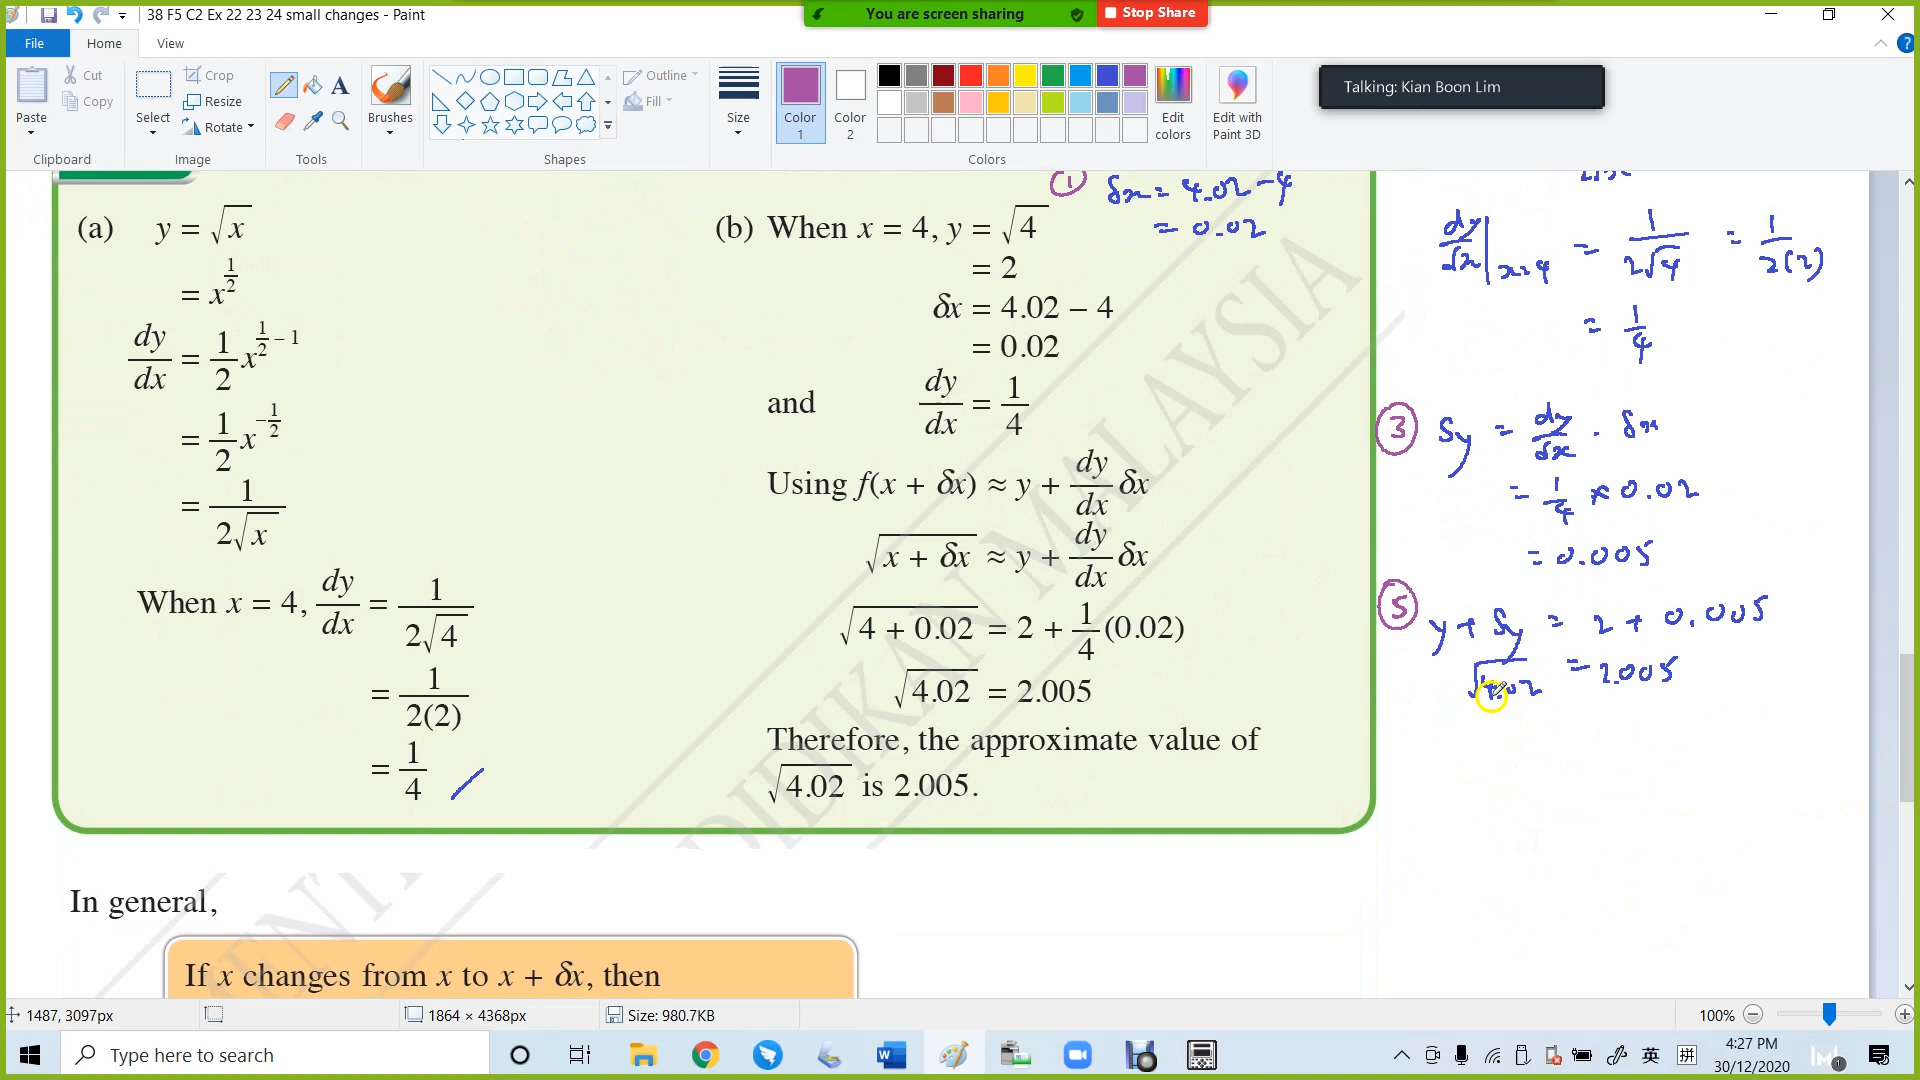 38 F5 C2 Ex 22 23 24 small changes - Paint
You are screen sharing
Stop Share
File
Home
View
Paste
Cut
Copy
Clipboard
Select
Crop
Resize
Rotate
Image
Tools
Brushes
Shapes
Outline
Fill
Size
Color 1
Color 2
Edit colors
Edit with Paint 3D
Colors
Talking: Kian Boon Lim
(a) y = √x
= x^(1/2)
dy/dx = 1/2 x^(1/2 − 1)
= 1/2 x^(−1/2)
= 1/(2√x)
When x = 4, dy/dx = 1/(2√4)
= 1/(2(2))
= 1/4
① δx = 4.02 − 4
= 0.02
(b) When x = 4, y = √4
= 2
δx = 4.02 − 4
= 0.02
and dy/dx = 1/4
Using f(x + δx) ≈ y + dy/dx δx
√(x + δx) ≈ y + dy/dx δx
√(4 + 0.02) = 2 + 1/4 (0.02)
√4.02 = 2.005
Therefore, the approximate value of
√4.02 is 2.005.
dy/dx | x=4 = 1/(2√4) = 1/(2(2))
= 1/4
③ δy = dy/dx · δx
= 1/4 × 0.02
= 0.005
⑤ y + δy = 2 + 0.005
√4.02 = 2.005
In general,
If x changes from x to x + δx, then
PENDIDIKAN MALAYSIA
1487, 3097px
1864 × 4368px
Size: 980.7KB
100%
Type here to search
英
拼
4:27 PM
30/12/2020
1